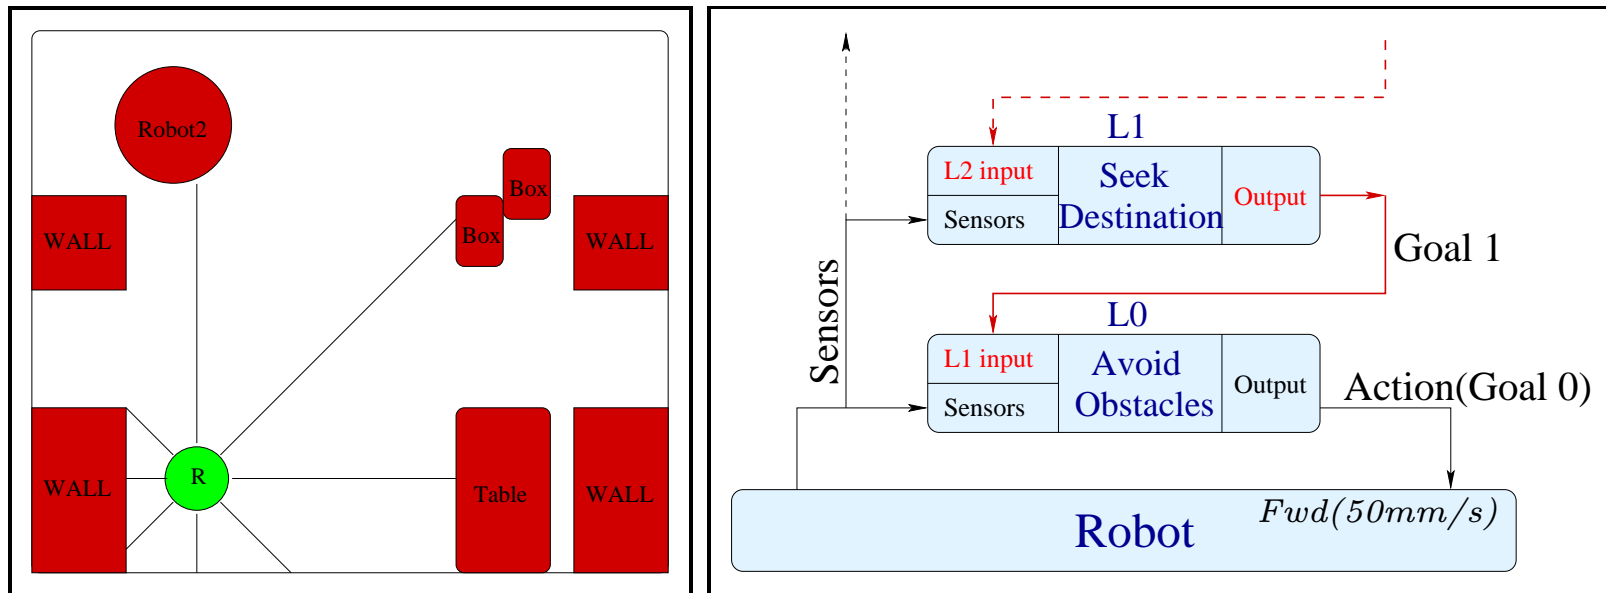 Robot2
Box
Box
WALL
WALL
R
WALL
Table
WALL
L1
L2 input
Seek
Destination
Output
Sensors
Goal 1
Sensors
L0
L1 input
Avoid
Obstacles
Output
Sensors
Action(Goal 0)
Fwd(50mm/s)
Robot